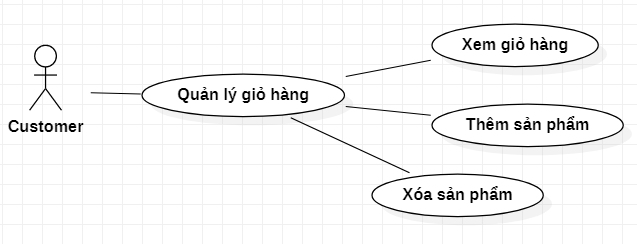 Xem giỏ hàng
Quản lý giỏ hàng
Customer
Thêm sản phẩm
Xóa sản phẩm